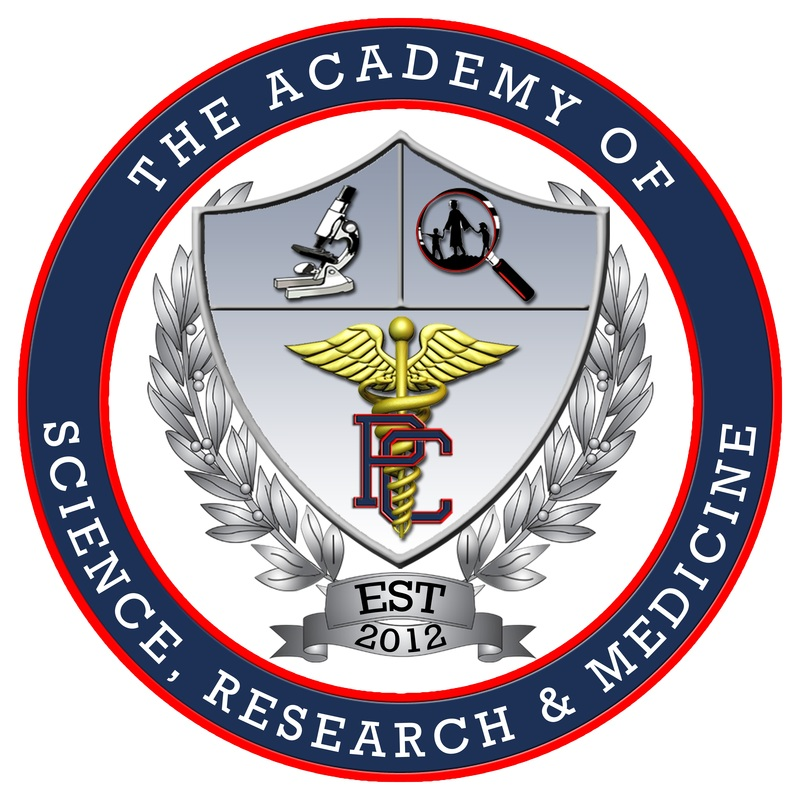 THE ACADEMY OF
SCIENCE, RESEARCH & MEDICINE
PC
EST
2012